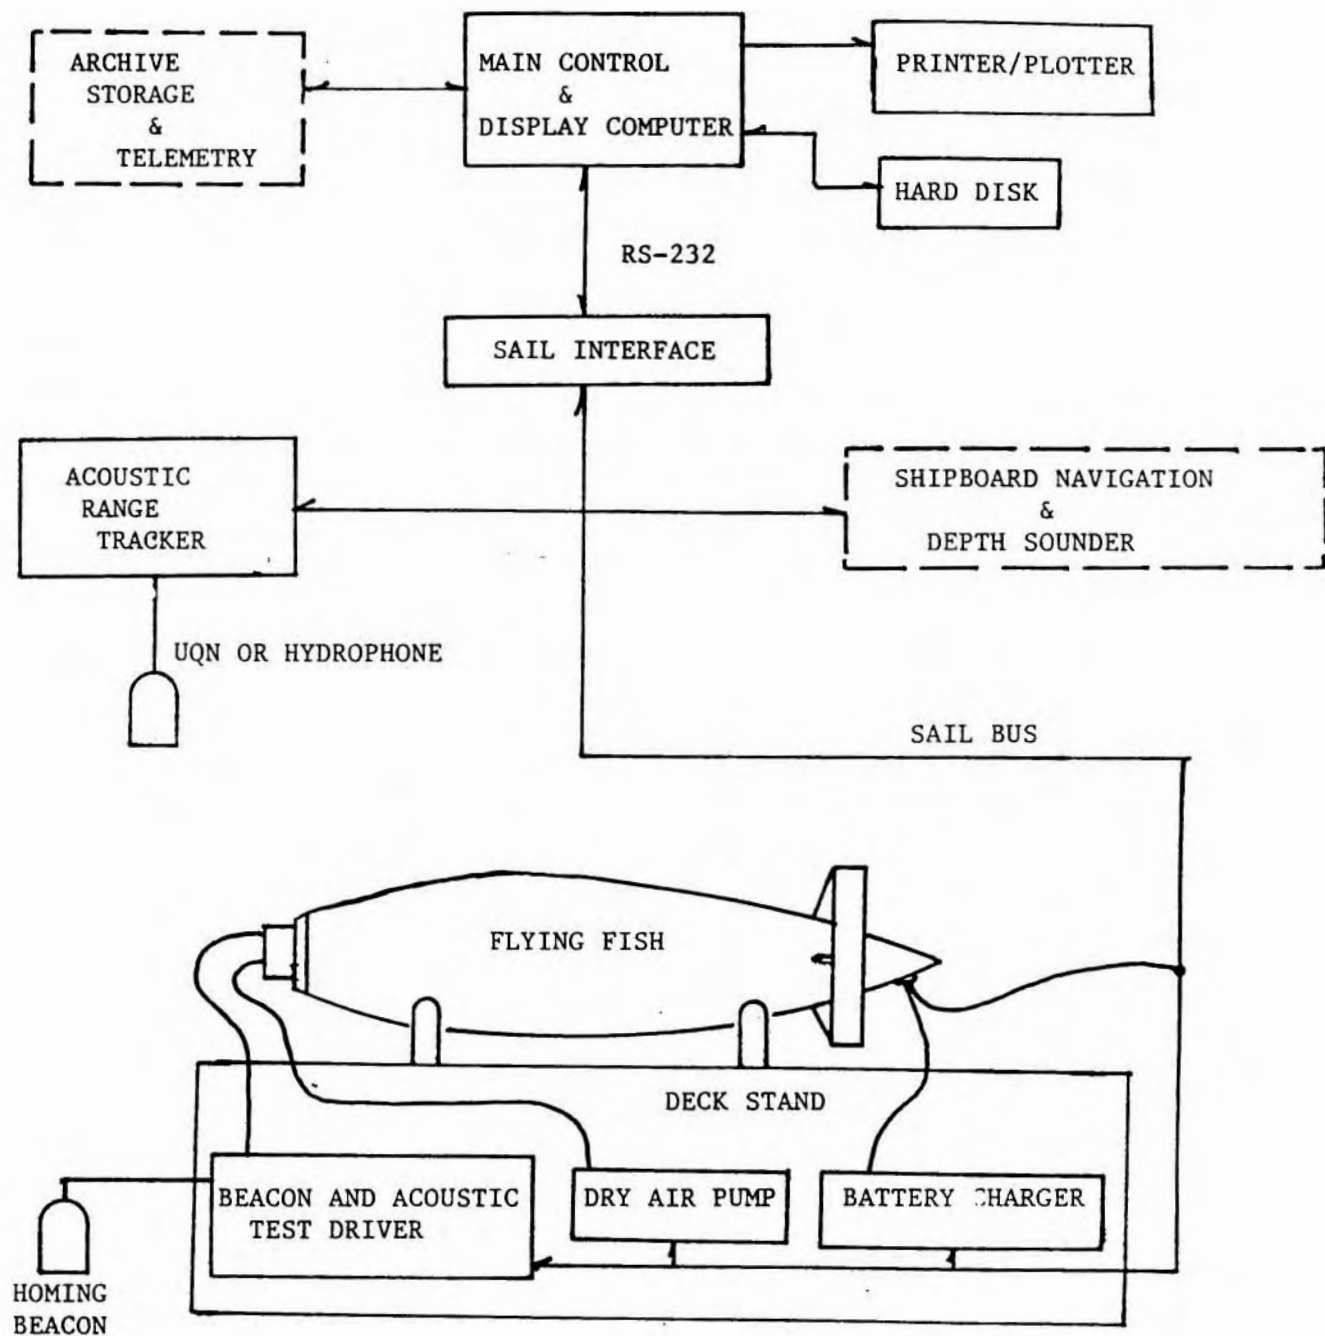 ARCHIVE
STORAGE
&
TELEMETRY
MAIN CONTROL
&
DISPLAY COMPUTER
PRINTER/PLOTTER
HARD DISK
RS-232
SAIL INTERFACE
ACOUSTIC
RANGE
TRACKER
SHIPBOARD NAVIGATION
&
DEPTH SOUNDER
UQN OR HYDROPHONE
SAIL BUS
FLYING FISH
DECK STAND
BEACON AND ACOUSTIC
TEST DRIVER
DRY AIR PUMP
BATTERY CHARGER
HOMING
BEACON